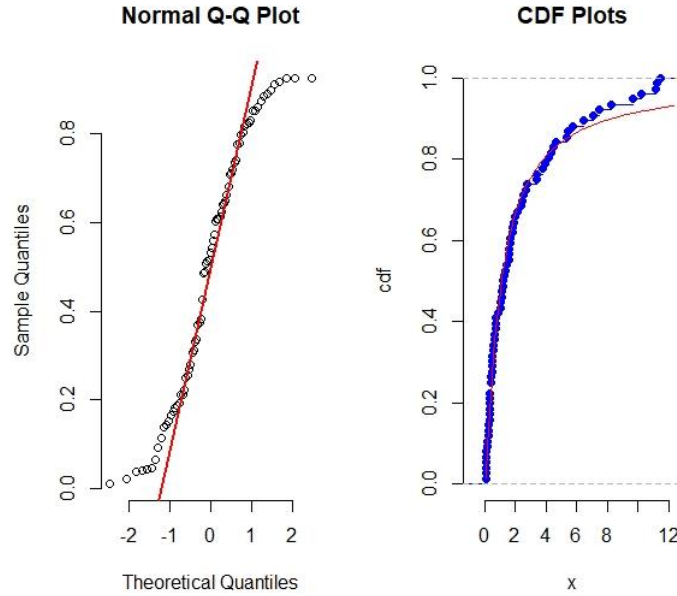 Normal Q-Q Plot
Sample Quantiles
0.0 0.2 0.4 0.6 0.8
-2 -1 0 1 2
Theoretical Quantiles
CDF Plots
cdf
0.0 0.2 0.4 0.6 0.8 1.0
0 2 4 6 8 12
x